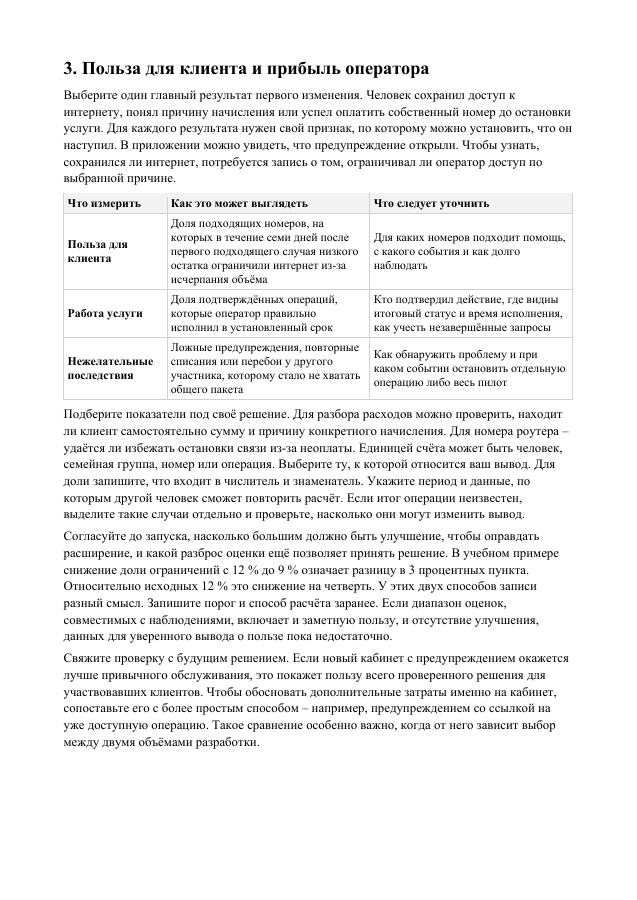 3. Польза для клиента и прибыль оператора
Выберите один главный результат первого изменения. Человек сохранил доступ к
интернету, понял причину начисления или успел оплатить собственный номер до остановки
услуги. Для каждого результата нужен свой признак, по которому можно установить, что он
наступил. В приложении можно увидеть, что предупреждение открыли. Чтобы узнать,
сохранился ли интернет, потребуется запись о том, ограничивал ли оператор доступ по
выбранной причине.
Что измерить
Как это может выглядеть
Что следует уточнить
Польза для
клиента
Доля подходящих номеров, на
которых в течение семи дней после
первого подходящего случая низкого
остатка ограничили интернет из-за
исчерпания объёма
Для каких номеров подходит помощь,
с какого события и как долго
наблюдать
Работа услуги
Доля подтверждённых операций,
которые оператор правильно
исполнил в установленный срок
Кто подтвердил действие, где видны
итоговый статус и время исполнения,
как учесть незавершённые запросы
Нежелательные
последствия
Ложные предупреждения, повторные
списания или перебои у другого
участника, которому стало не хватать
общего пакета
Как обнаружить проблему и при
каком событии остановить отдельную
операцию либо весь пилот
Подберите показатели под своё решение. Для разбора расходов можно проверить, находит
ли клиент самостоятельно сумму и причину конкретного начисления. Для номера роутера –
удаётся ли избежать остановки связи из-за неоплаты. Единицей счёта может быть человек,
семейная группа, номер или операция. Выберите ту, к которой относится ваш вывод. Для
доли запишите, что входит в числитель и знаменатель. Укажите период и данные, по
которым другой человек сможет повторить расчёт. Если итог операции неизвестен,
выделите такие случаи отдельно и проверьте, насколько они могут изменить вывод.
Согласуйте до запуска, насколько большим должно быть улучшение, чтобы оправдать
расширение, и какой разброс оценки ещё позволяет принять решение. В учебном примере
снижение доли ограничений с 12 % до 9 % означает разницу в 3 процентных пункта.
Относительно исходных 12 % это снижение на четверть. У этих двух способов записи
разный смысл. Запишите порог и способ расчёта заранее. Если диапазон оценок,
совместимых с наблюдениями, включает и заметную пользу, и отсутствие улучшения,
данных для уверенного вывода о пользе пока недостаточно.
Свяжите проверку с будущим решением. Если новый кабинет с предупреждением окажется
лучше привычного обслуживания, это покажет пользу всего проверенного решения для
участвовавших клиентов. Чтобы обосновать дополнительные затраты именно на кабинет,
сопоставьте его с более простым способом – например, предупреждением со ссылкой на
уже доступную операцию. Такое сравнение особенно важно, когда от него зависит выбор
между двумя объёмами разработки.